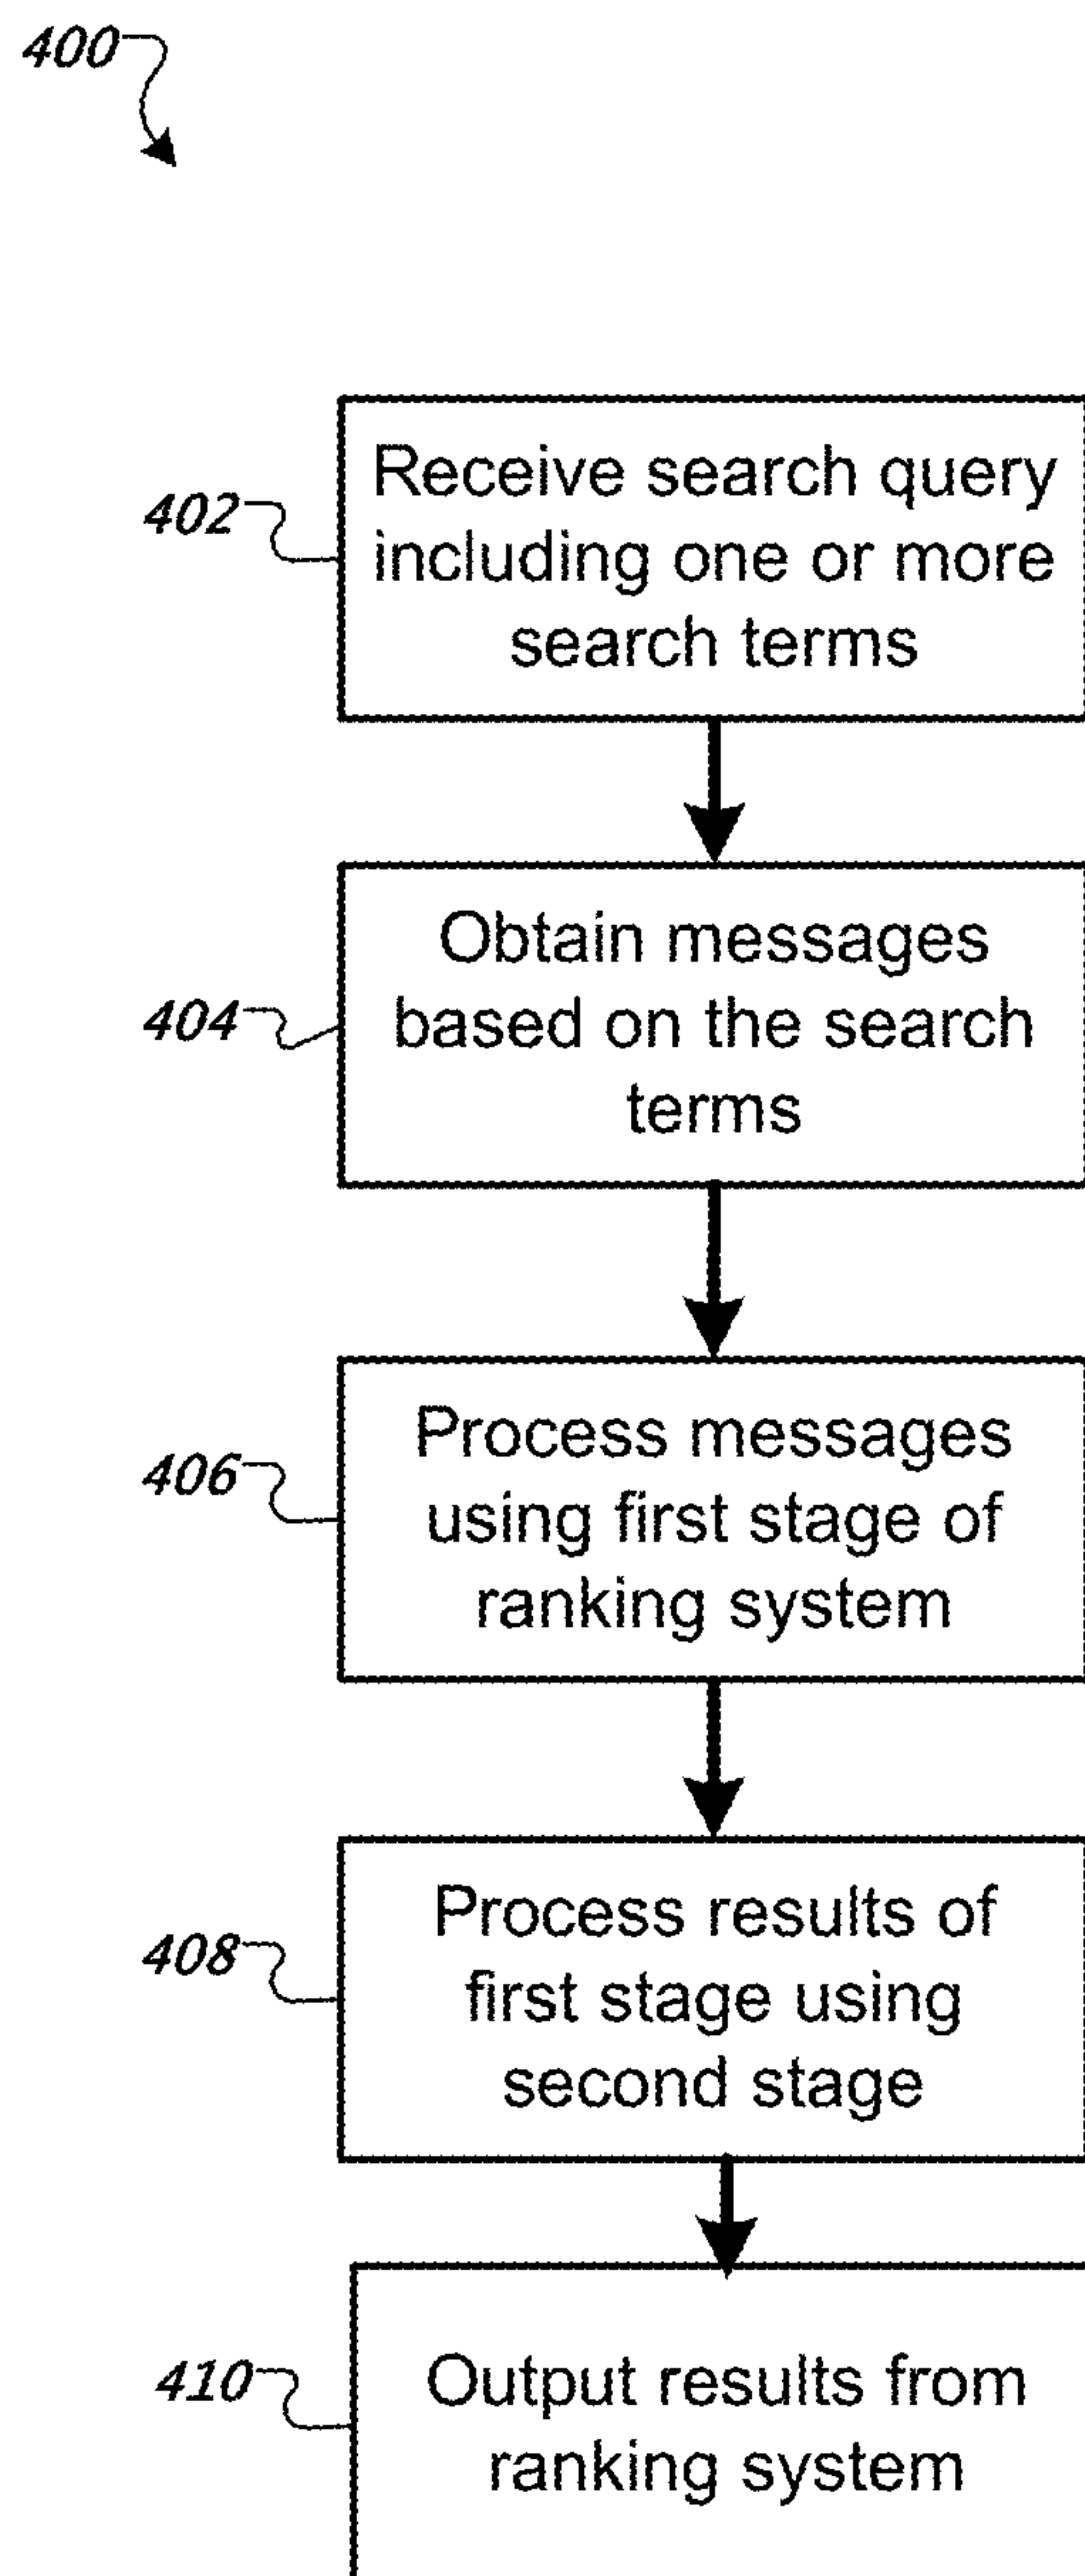 400
402
Receive search query
including one or more
search terms
404
Obtain messages
based on the search
terms
406
Process messages
using first stage of
ranking system
408
Process results of
first stage using
second stage
410
Output results from
ranking system